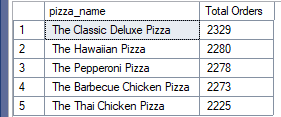 pizza_name Total Orders
1 The Classic Deluxe Pizza 2329
2 The Hawaiian Pizza 2280
3 The Pepperoni Pizza 2278
4 The Barbecue Chicken Pizza 2273
5 The Thai Chicken Pizza 2225